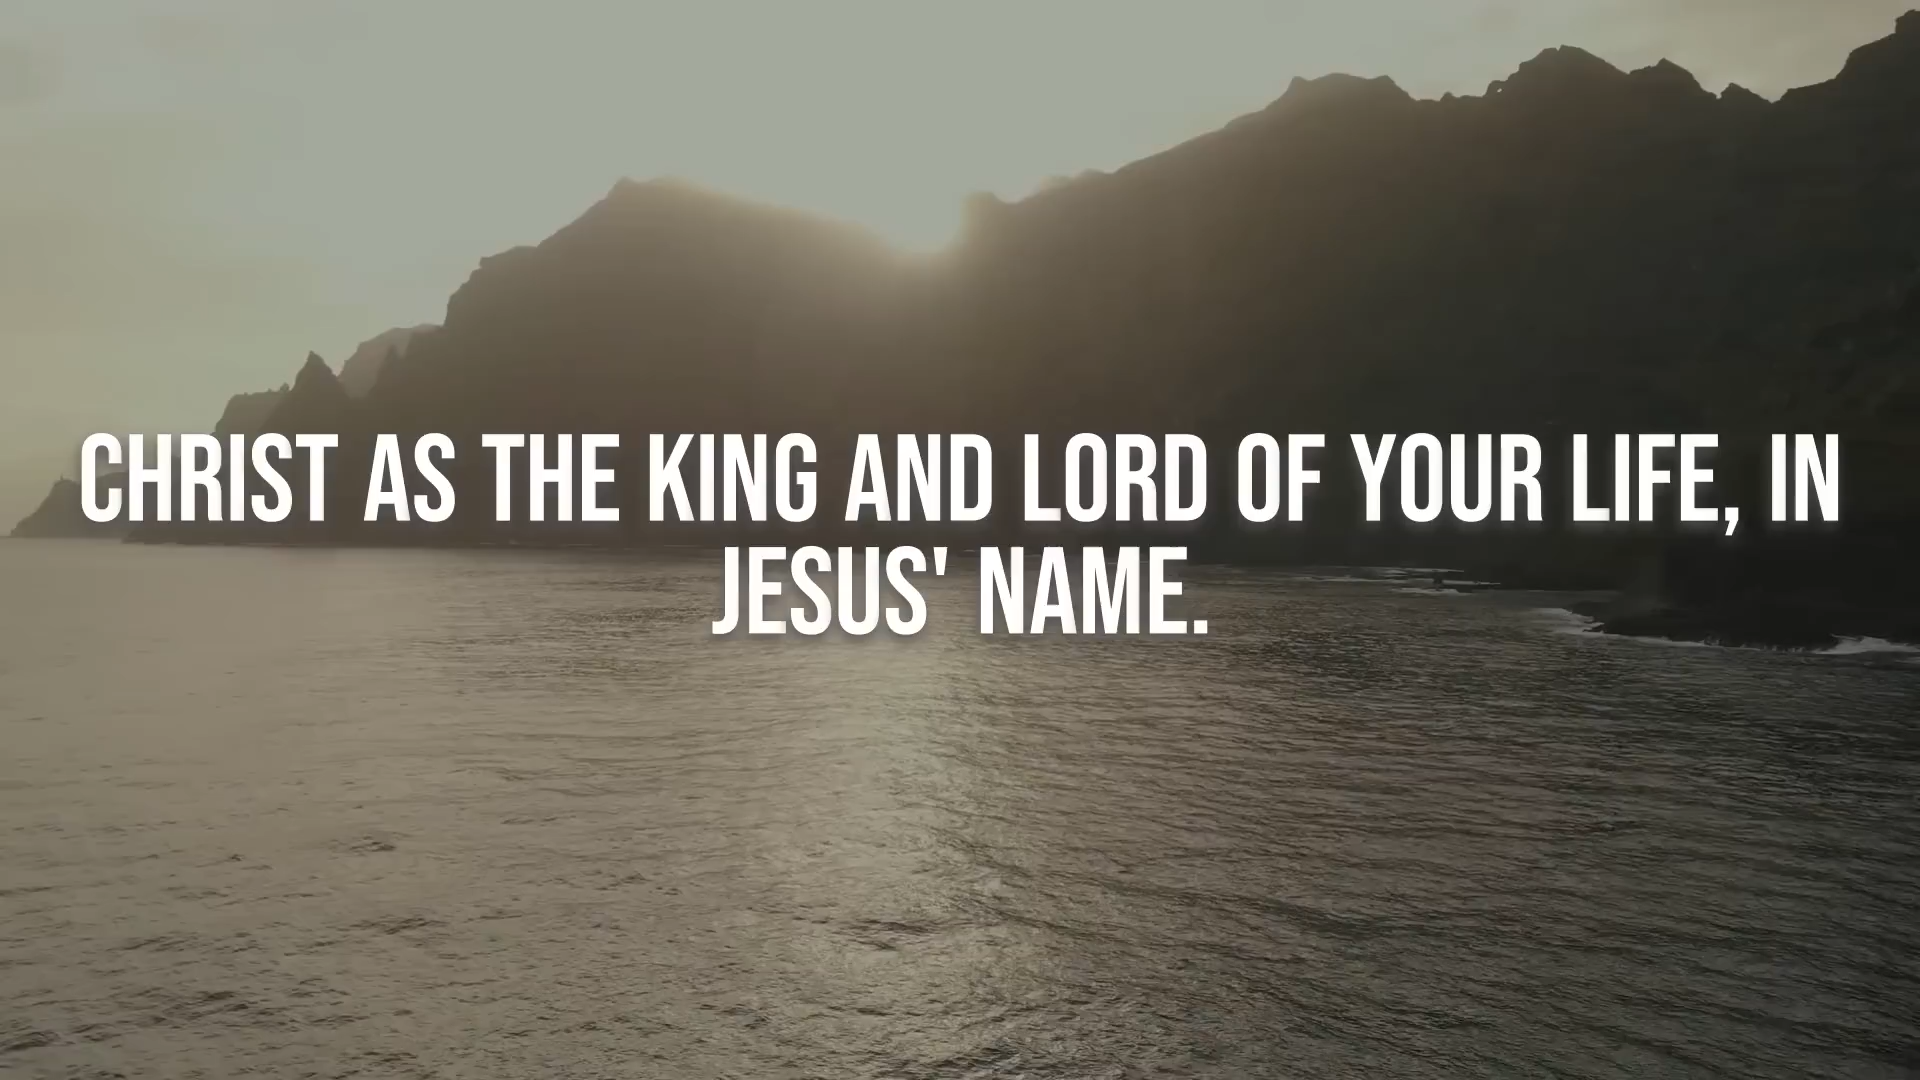 CHRIST AS THE KING AND LORD OF YOUR LIFE, IN
JESUS' NAME.